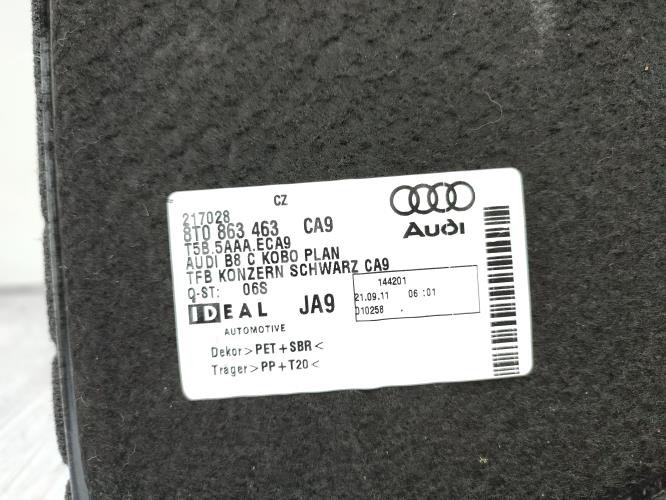 CZ
217028
8T0 863 463 CA9
T5B.5AAA.ECA9
AUDI B8 C KOBO PLAN
TFB KONZERN SCHWARZ CA9
Q-ST: 06S
IDEAL JA9
AUTOMOTIVE
Dekor>PET+SBR<
Träger>PP+T20<
Audi
144201
21.09.11 06:01
010258